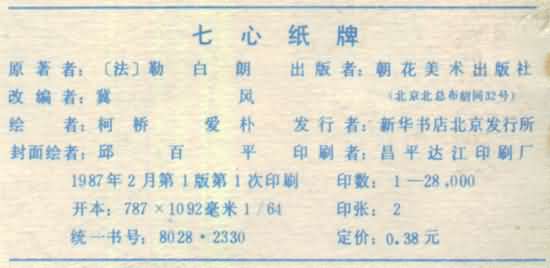 七心纸牌
原著者：〔法〕勒白朗 出版者：朝花美术出版社
改编者：冀风 （北京北总布胡同32号）
绘者：柯桥 爱朴 发行者：新华书店北京发行所
封面绘者：邱百平 印刷者：昌平达江印刷厂
1987年2月第1版第1次印刷 印数：1—28,000
开本：787×1092毫米1/64 印张：2
统一书号：8028·2330 定价：0.38元